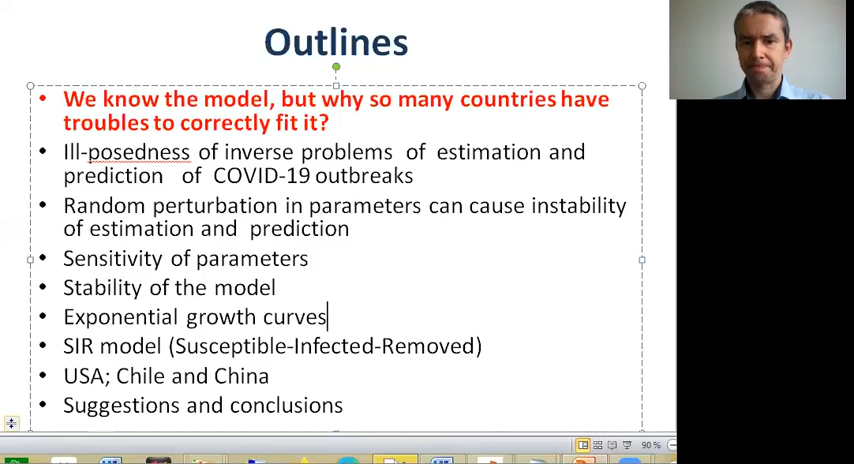 Outlines
• We know the model, but why so many countries have
troubles to correctly fit it?
• Ill-posedness of inverse problems of estimation and
prediction of COVID-19 outbreaks
• Random perturbation in parameters can cause instability
of estimation and prediction
• Sensitivity of parameters
• Stability of the model
• Exponential growth curves
• SIR model (Susceptible-Infected-Removed)
• USA; Chile and China
• Suggestions and conclusions
90 %